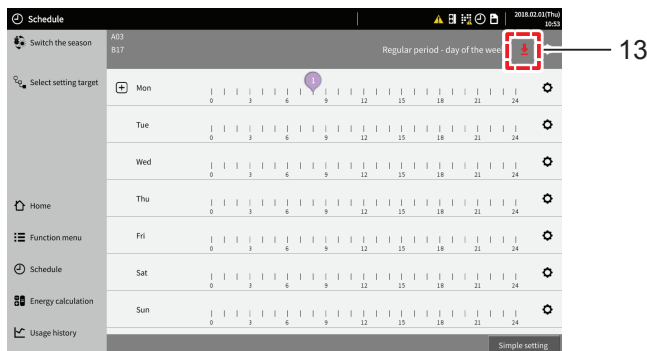 Schedule
2018.02.01(Thu)
10:53
Switch the season
Select setting target
Home
Function menu
Schedule
Energy calculation
Usage history
A03
B17
Regular period - day of the wee
13
1
Mon
0 3 6 9 12 15 18 21 24
Tue
0 3 6 9 12 15 18 21 24
Wed
0 3 6 9 12 15 18 21 24
Thu
0 3 6 9 12 15 18 21 24
Fri
0 3 6 9 12 15 18 21 24
Sat
0 3 6 9 12 15 18 21 24
Sun
0 3 6 9 12 15 18 21 24
Simple setting